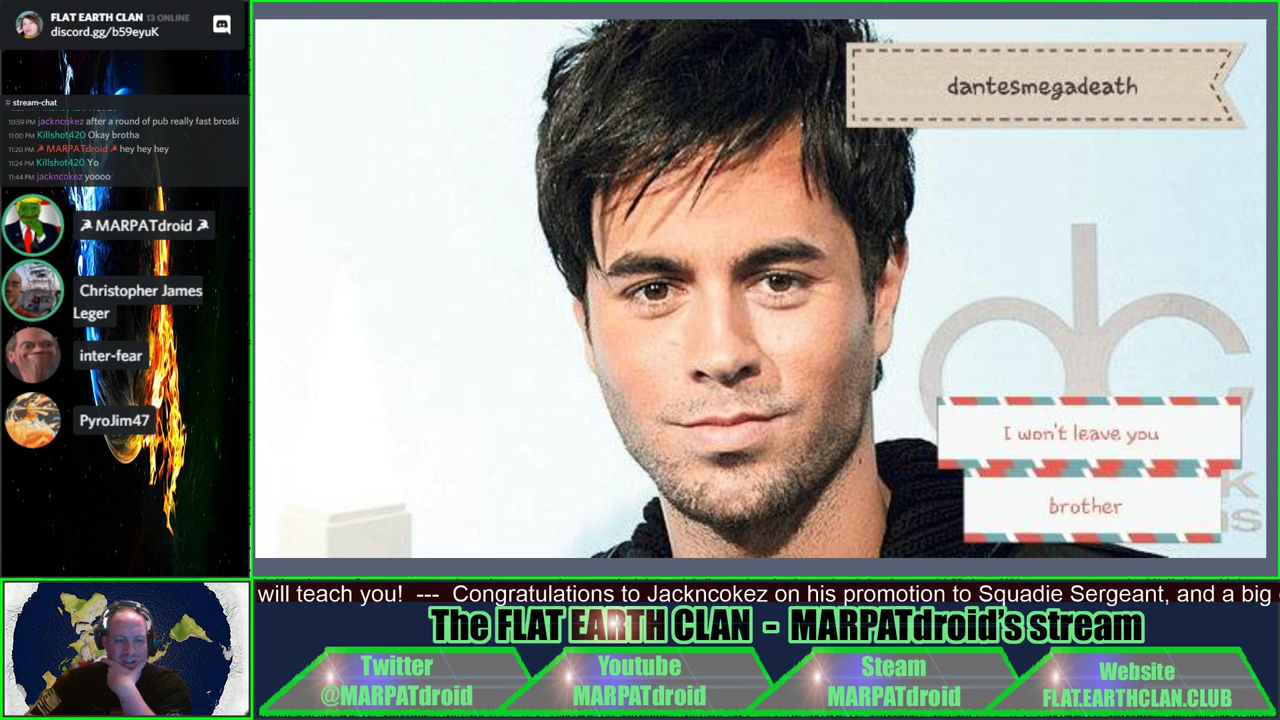 FLAT EARTH CLAN 13 ONLINE
discord.gg/b59eyuK
# stream-chat
10:59 PM jackncokez after a round of pub really fast broski
11:00 PM Killshot420 Okay brotha
11:20 PM ☭ MARPATdroid ☭ hey hey hey
11:24 PM Killshot420 Yo
11:44 PM jackncokez yoooo
☭ MARPATdroid ☭
Christopher James
Leger
inter-fear
PyroJim47
dantesmegadeath
dc
I won't leave you
brother
will teach you! --- Congratulations to Jackncokez on his promotion to Squadie Sergeant, and a big
The FLAT EARTH CLAN - MARPATdroid's stream
Twitter
@MARPATdroid
Youtube
MARPATdroid
Steam
MARPATdroid
Website
FLAT.EARTHCLAN.CLUB